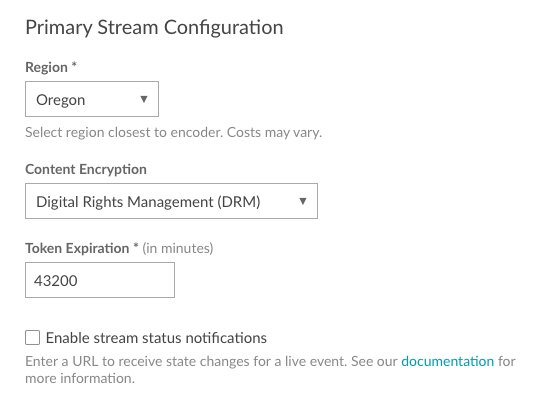 Primary Stream Configuration
Region *
Oregon
Select region closest to encoder. Costs may vary.
Content Encryption
Digital Rights Management (DRM)
Token Expiration * (in minutes)
43200
Enable stream status notifications
Enter a URL to receive state changes for a live event. See our documentation for
more information.